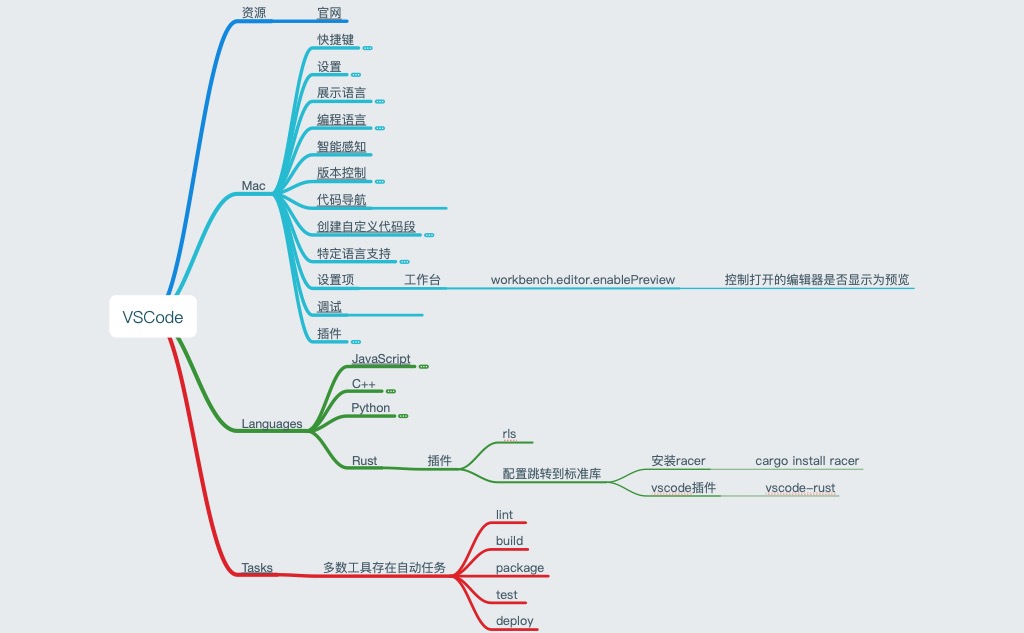 资源
官网
快捷键
设置
展示语言
编程语言
智能感知
版本控制
Mac
代码导航
创建自定义代码段
特定语言支持
设置项
工作台
workbench.editor.enablePreview
控制打开的编辑器是否显示为预览
调试
插件
VSCode
JavaScript
C++
Python
Languages
Rust
插件
rls
配置跳转到标准库
安装racer
cargo install racer
vscode插件
vscode-rust
Tasks
多数工具存在自动任务
lint
build
package
test
deploy